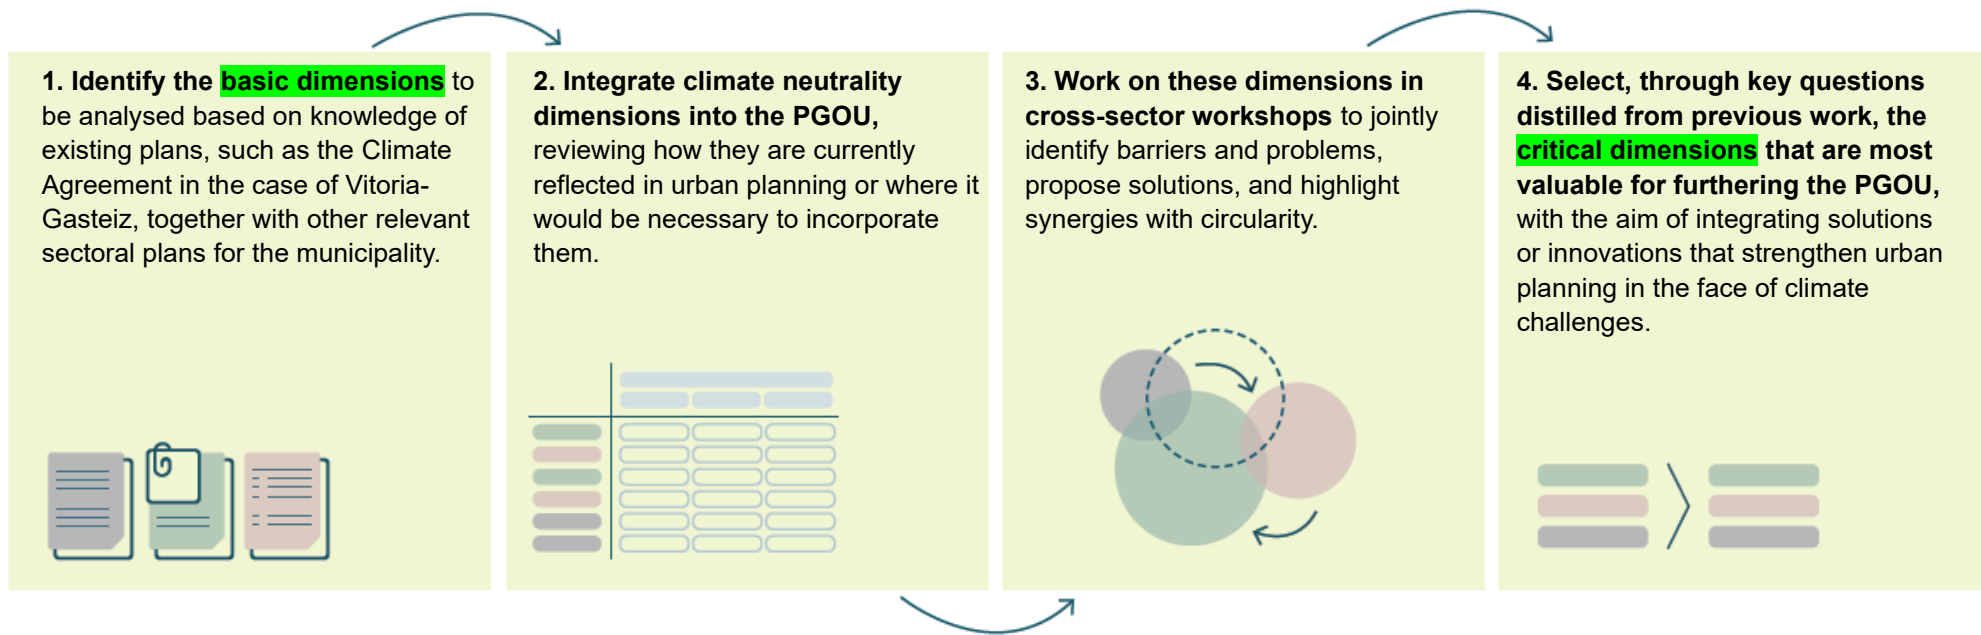 1. Identify the basic dimensions to
be analysed based on knowledge of
existing plans, such as the Climate
Agreement in the case of Vitoria-
Gasteiz, together with other relevant
sectoral plans for the municipality.
2. Integrate climate neutrality
dimensions into the PGOU,
reviewing how they are currently
reflected in urban planning or where it
would be necessary to incorporate
them.
3. Work on these dimensions in
cross-sector workshops to jointly
identify barriers and problems,
propose solutions, and highlight
synergies with circularity.
4. Select, through key questions
distilled from previous work, the
critical dimensions that are most
valuable for furthering the PGOU,
with the aim of integrating solutions
or innovations that strengthen urban
planning in the face of climate
challenges.